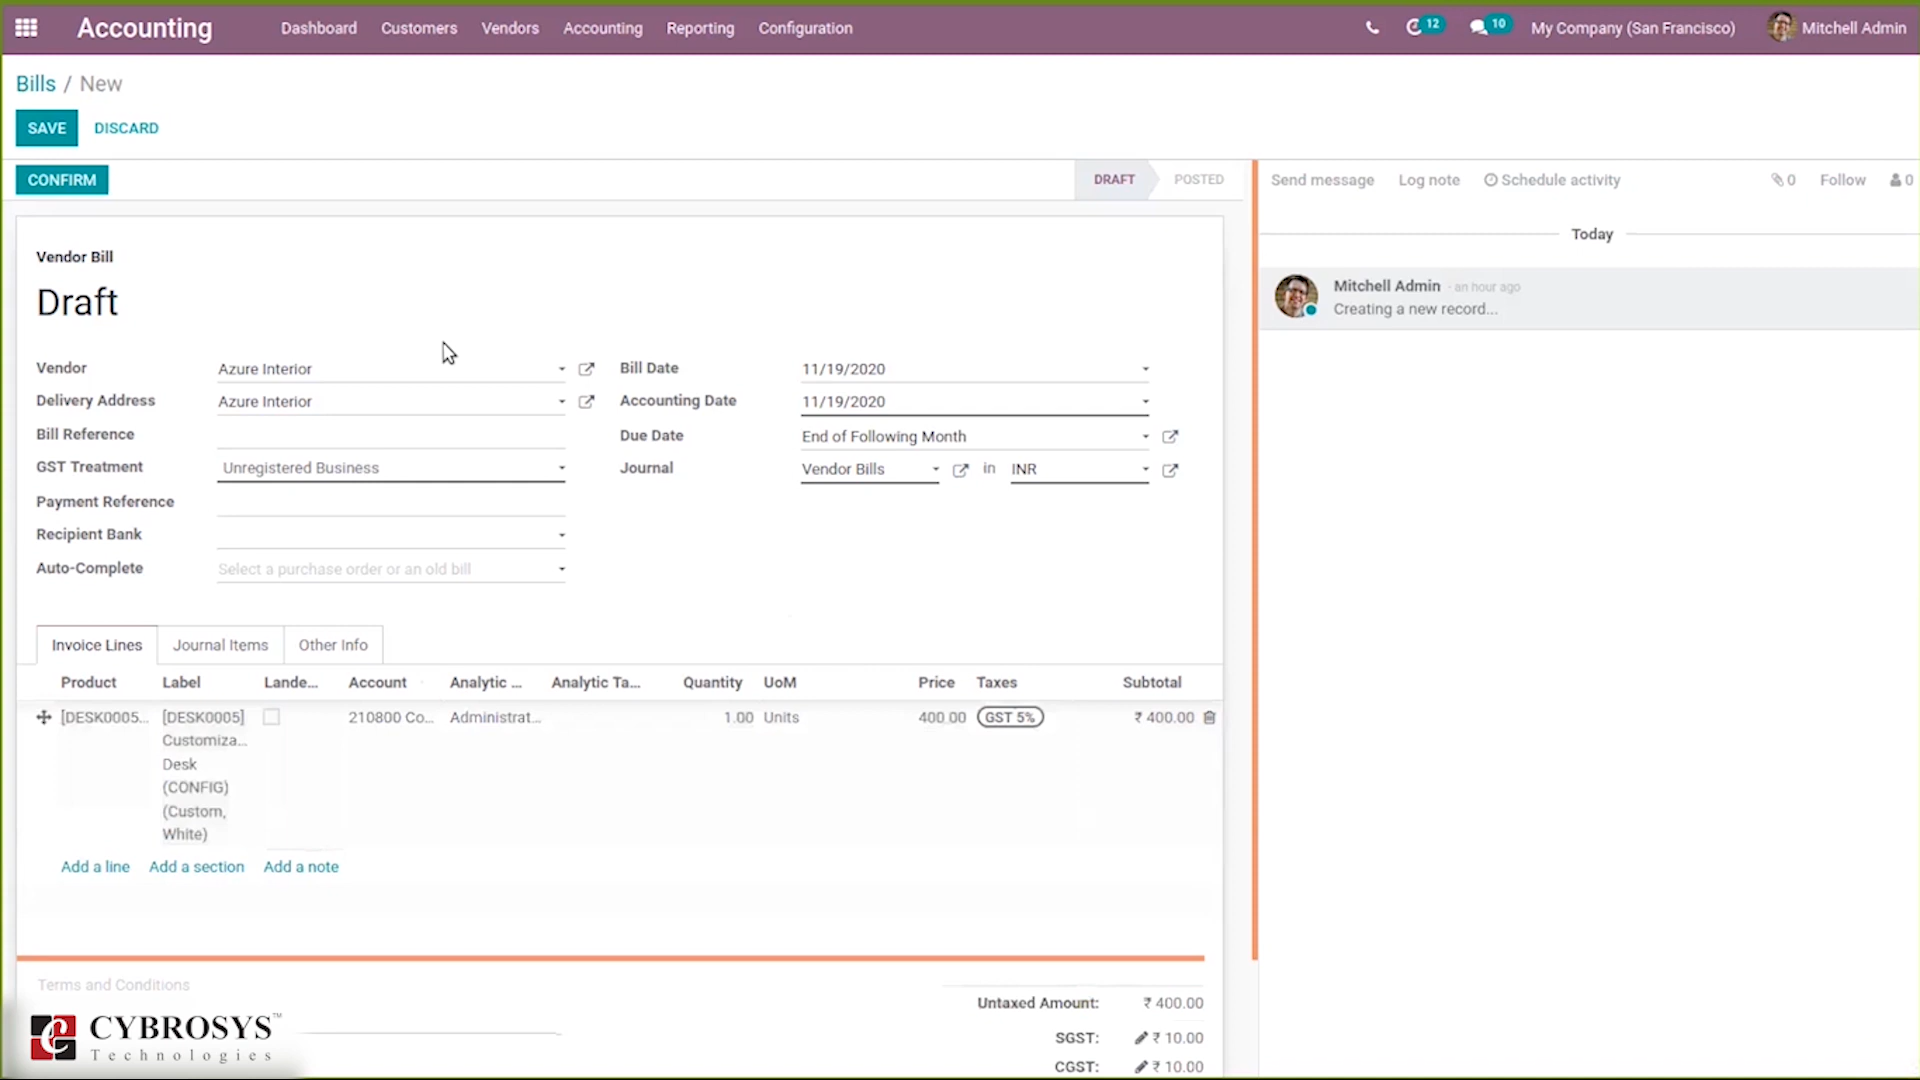 Accounting Dashboard Customers Vendors Accounting Reporting Configuration 12 10 My Company (San Francisco) Mitchell Admin
Bills / New
SAVE DISCARD
CONFIRM DRAFT POSTED Send message Log note Schedule activity 0 Follow 0
Today
Vendor Bill
Draft
Mitchell Admin - an hour ago
Creating a new record...
Vendor Azure Interior Bill Date 11/19/2020
Delivery Address Azure Interior Accounting Date 11/19/2020
Bill Reference Due Date End of Following Month
GST Treatment Unregistered Business Journal Vendor Bills in INR
Payment Reference
Recipient Bank
Auto-Complete Select a purchase order or an old bill
Invoice Lines Journal Items Other Info
Product Label Lande... Account Analytic ... Analytic Ta... Quantity UoM Price Taxes Subtotal
[DESK0005... [DESK0005] 210800 Co... Administrat... 1.00 Units 400.00 GST 5% ₹ 400.00
Customiza...
Desk
(CONFIG)
(Custom,
White)
Add a line Add a section Add a note
Terms and Conditions
Untaxed Amount: ₹ 400.00
SGST: ₹ 10.00
CGST: ₹ 10.00
CYBROSYS™
Technologies